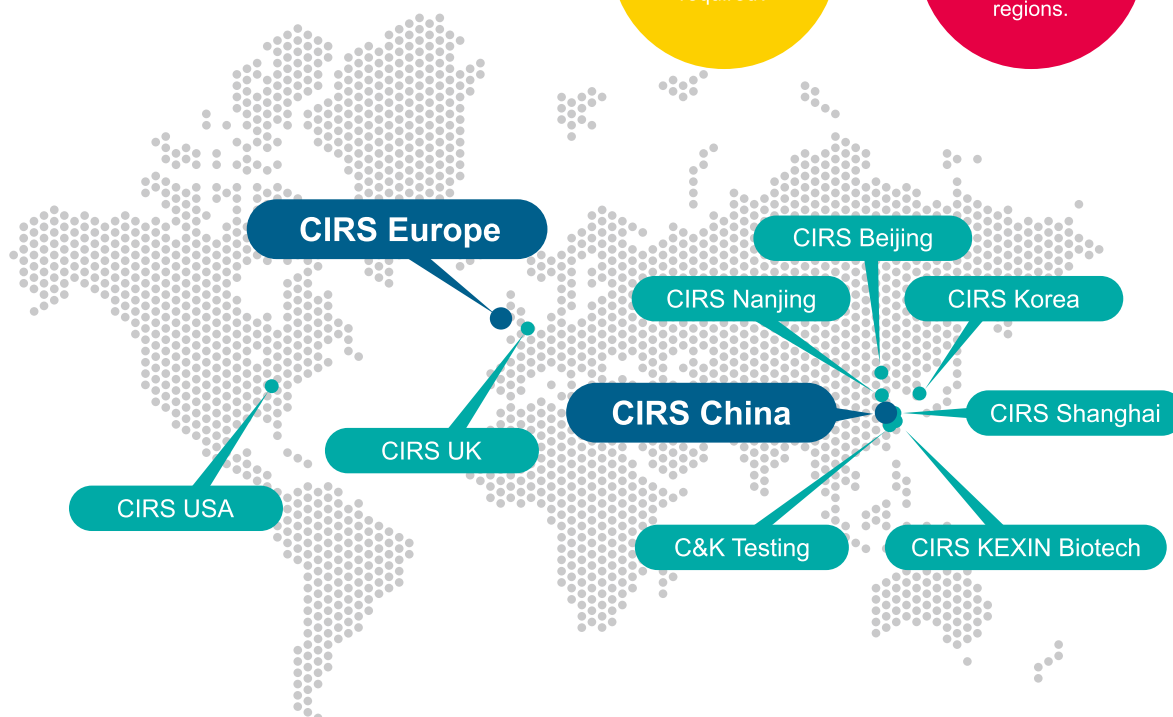 regions.
CIRS Europe
CIRS Beijing
CIRS Nanjing
CIRS Korea
CIRS China
CIRS Shanghai
CIRS UK
CIRS USA
C&K Testing
CIRS KEXIN Biotech